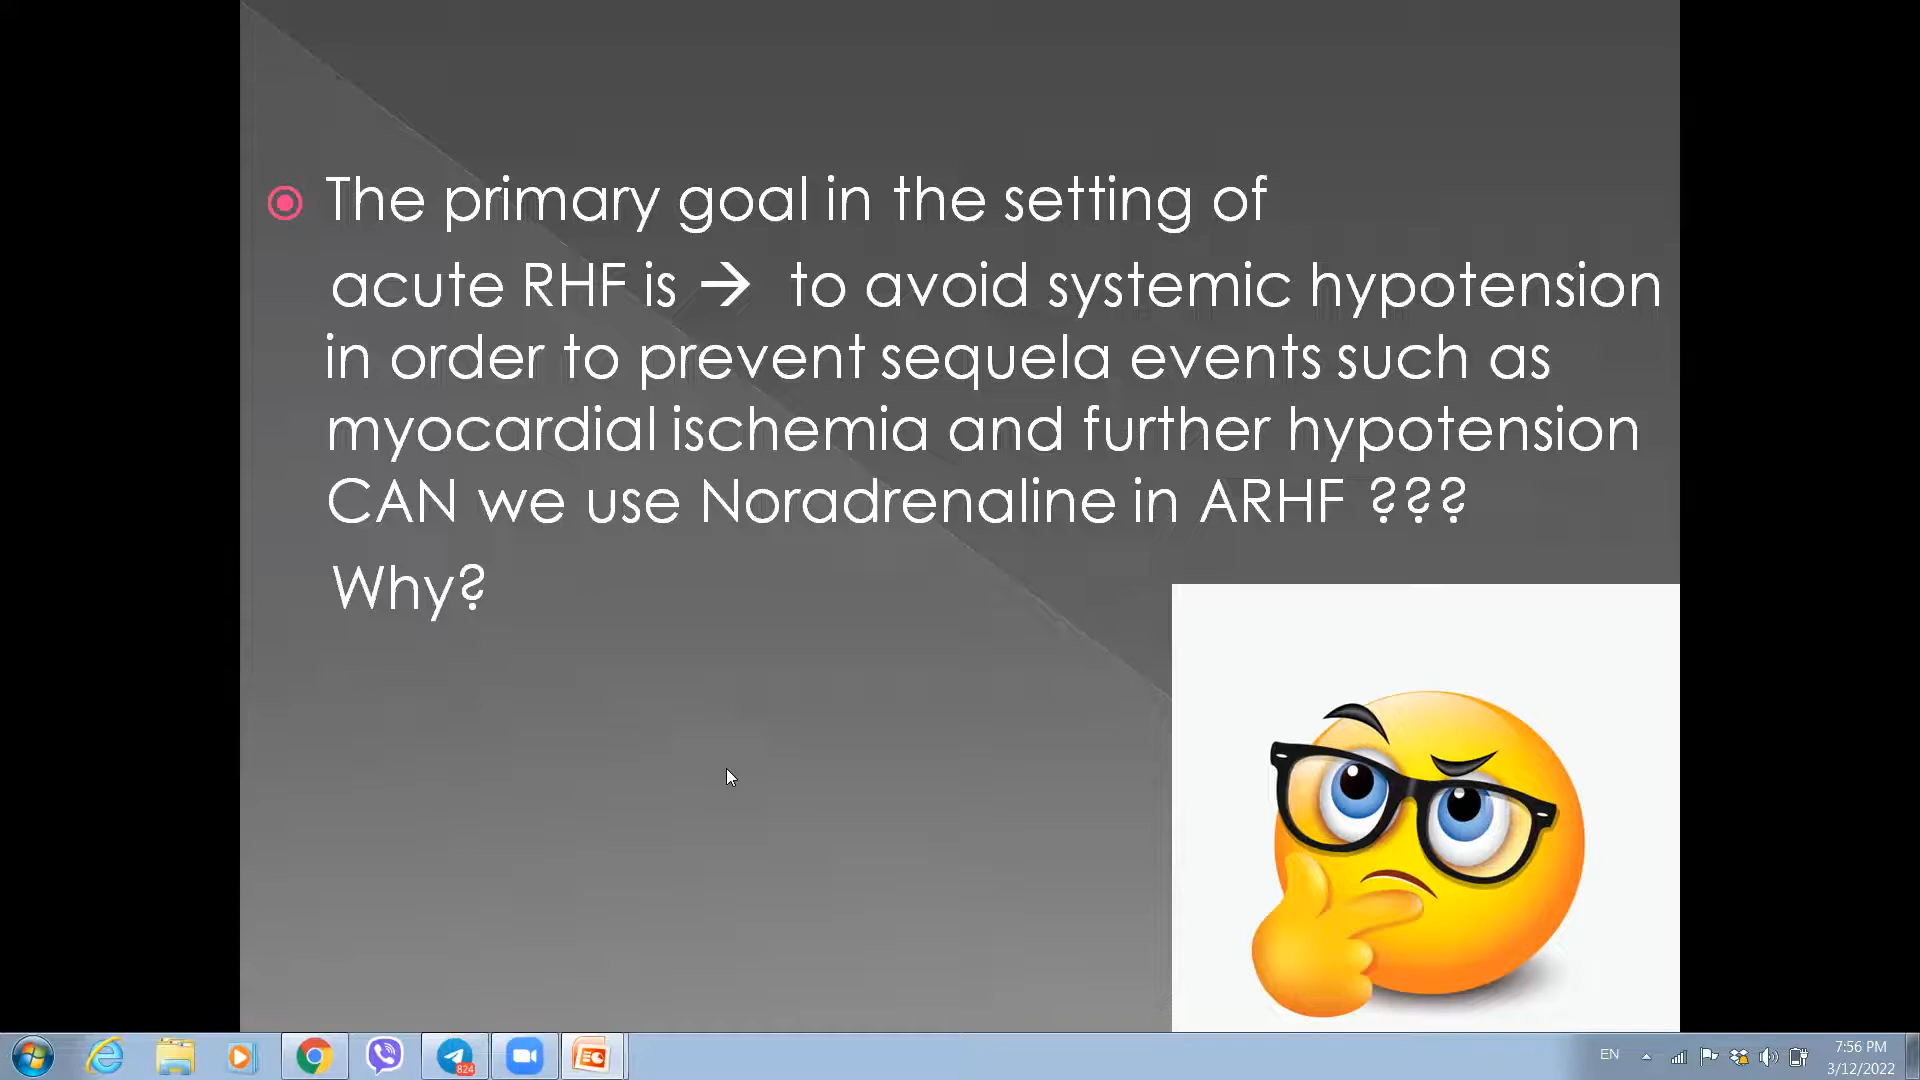 The primary goal in the setting of
acute RHF is → to avoid systemic hypotension
in order to prevent sequela events such as
myocardial ischemia and further hypotension
CAN we use Noradrenaline in ARHF ???
Why?
824
EN
7:56 PM
3/12/2022